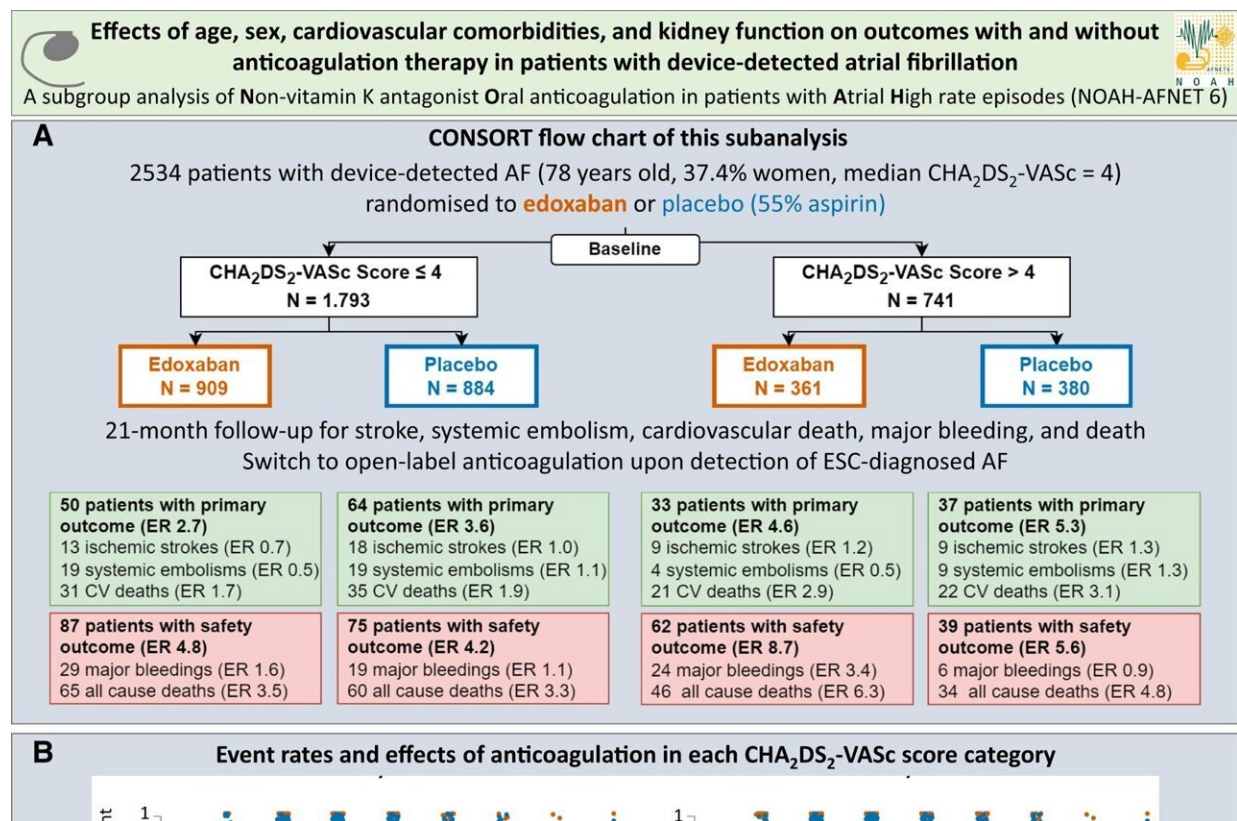 Effects of age, sex, cardiovascular comorbidities, and kidney function on outcomes with and without
anticoagulation therapy in patients with device-detected atrial fibrillation
A subgroup analysis of Non-vitamin K antagonist Oral anticoagulation in patients with Atrial High rate episodes (NOAH-AFNET 6)
AFNET6
NOAH
A
CONSORT flow chart of this subanalysis
2534 patients with device-detected AF (78 years old, 37.4% women, median CHA₂DS₂-VASc = 4)
randomised to edoxaban or placebo (55% aspirin)
Baseline
CHA₂DS₂-VASc Score ≤ 4
N = 1.793
CHA₂DS₂-VASc Score > 4
N = 741
Edoxaban
N = 909
Placebo
N = 884
Edoxaban
N = 361
Placebo
N = 380
21-month follow-up for stroke, systemic embolism, cardiovascular death, major bleeding, and death
Switch to open-label anticoagulation upon detection of ESC-diagnosed AF
50 patients with primary
outcome (ER 2.7)
13 ischemic strokes (ER 0.7)
19 systemic embolisms (ER 0.5)
31 CV deaths (ER 1.7)
64 patients with primary
outcome (ER 3.6)
18 ischemic strokes (ER 1.0)
19 systemic embolisms (ER 1.1)
35 CV deaths (ER 1.9)
33 patients with primary
outcome (ER 4.6)
9 ischemic strokes (ER 1.2)
4 systemic embolisms (ER 0.5)
21 CV deaths (ER 2.9)
37 patients with primary
outcome (ER 5.3)
9 ischemic strokes (ER 1.3)
9 systemic embolisms (ER 1.3)
22 CV deaths (ER 3.1)
87 patients with safety
outcome (ER 4.8)
29 major bleedings (ER 1.6)
65 all cause deaths (ER 3.5)
75 patients with safety
outcome (ER 4.2)
19 major bleedings (ER 1.1)
60 all cause deaths (ER 3.3)
62 patients with safety
outcome (ER 8.7)
24 major bleedings (ER 3.4)
46 all cause deaths (ER 6.3)
39 patients with safety
outcome (ER 5.6)
6 major bleedings (ER 0.9)
34 all cause deaths (ER 4.8)
B
Event rates and effects of anticoagulation in each CHA₂DS₂-VASc score category
1
1